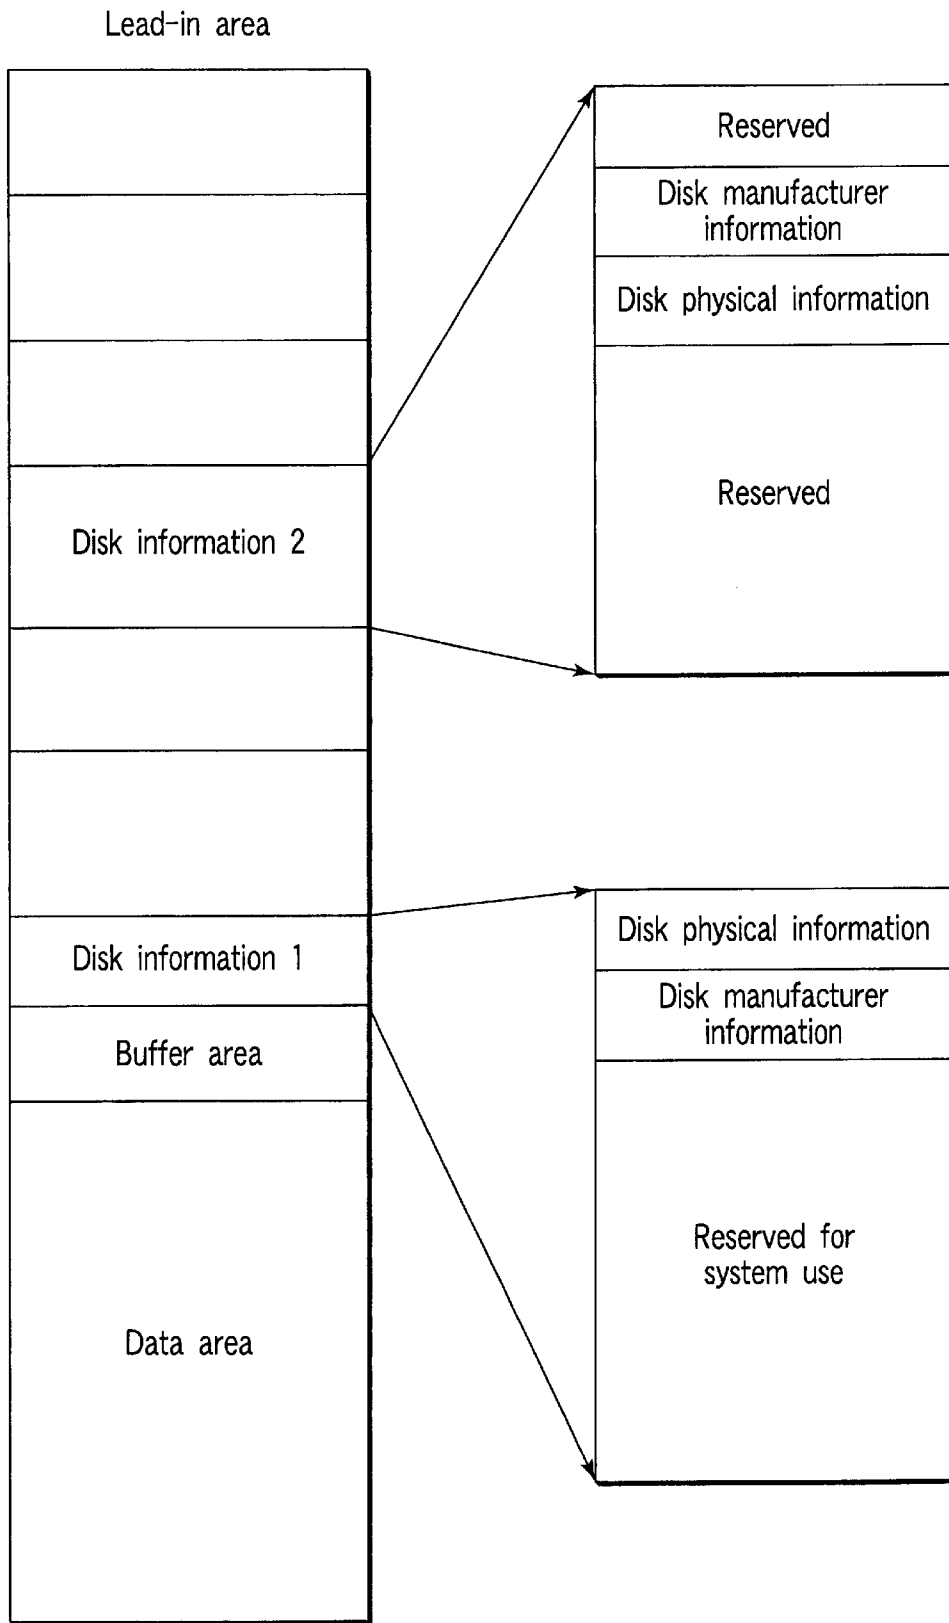 Lead-in area
Disk information 2
Disk information 1
Buffer area
Data area
Reserved
Disk manufacturer
information
Disk physical information
Reserved
Disk physical information
Disk manufacturer
information
Reserved for
system use